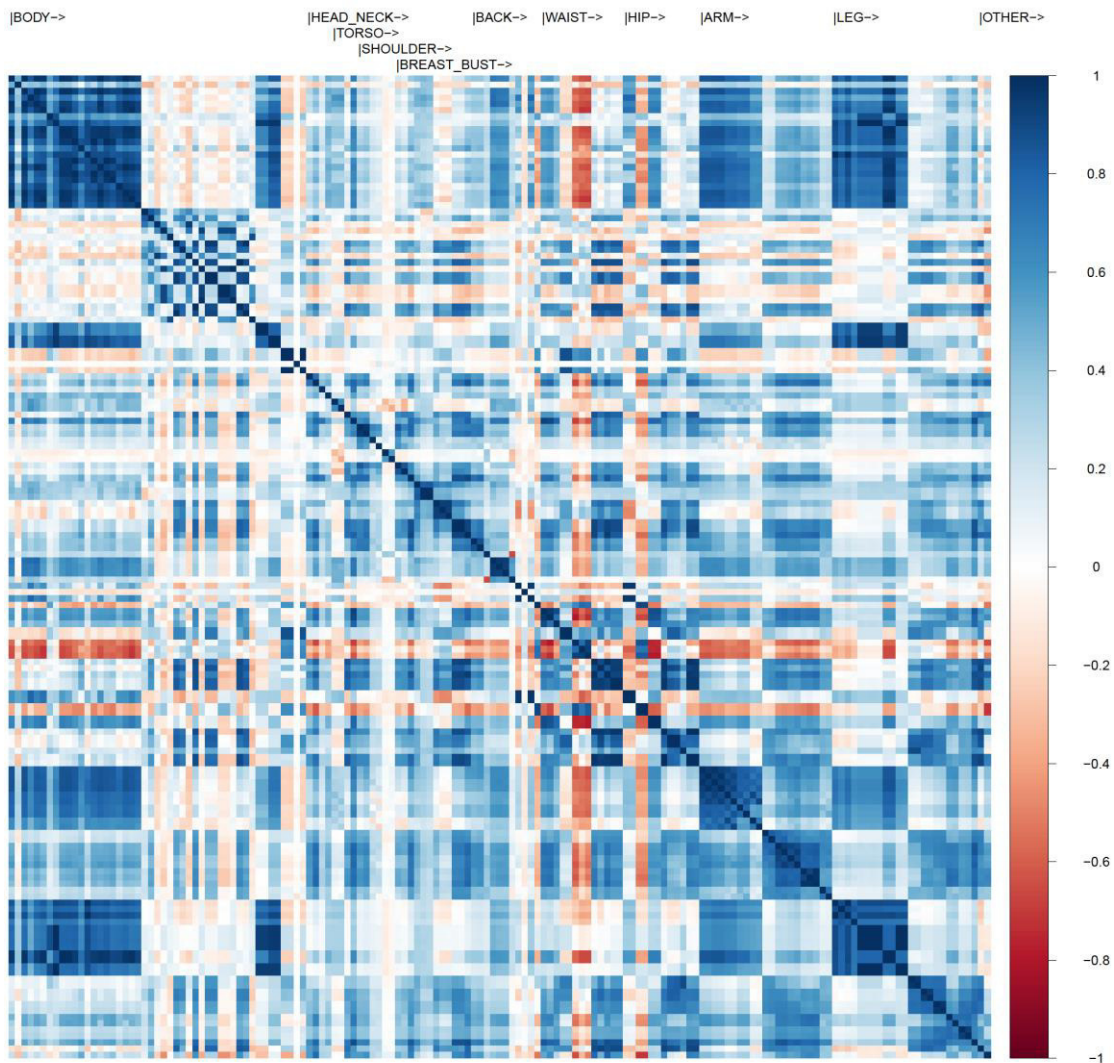 |BODY−> |HEAD_NECK−> |BACK−> |WAIST−> |HIP−> |ARM−> |LEG−> |OTHER−>
|TORSO−>
|SHOULDER−>
|BREAST_BUST−>
1
0.8
0.6
0.4
0.2
0
−0.2
−0.4
−0.6
−0.8
−1